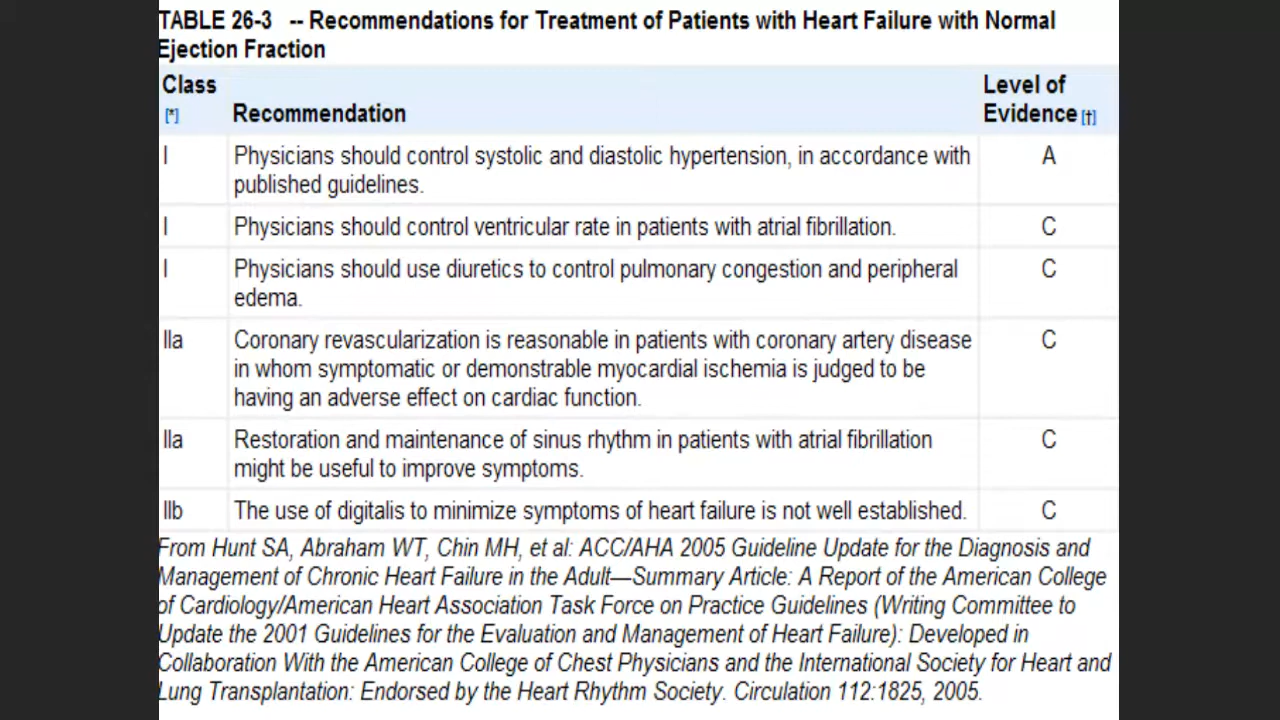 TABLE 26-3 -- Recommendations for Treatment of Patients with Heart Failure with Normal
Ejection Fraction
Class
[*]
Recommendation
Level of
Evidence [†]
I
Physicians should control systolic and diastolic hypertension, in accordance with
published guidelines.
A
I
Physicians should control ventricular rate in patients with atrial fibrillation.
C
I
Physicians should use diuretics to control pulmonary congestion and peripheral
edema.
C
IIa
Coronary revascularization is reasonable in patients with coronary artery disease
in whom symptomatic or demonstrable myocardial ischemia is judged to be
having an adverse effect on cardiac function.
C
IIa
Restoration and maintenance of sinus rhythm in patients with atrial fibrillation
might be useful to improve symptoms.
C
IIb
The use of digitalis to minimize symptoms of heart failure is not well established.
C
From Hunt SA, Abraham WT, Chin MH, et al: ACC/AHA 2005 Guideline Update for the Diagnosis and
Management of Chronic Heart Failure in the Adult—Summary Article: A Report of the American College
of Cardiology/American Heart Association Task Force on Practice Guidelines (Writing Committee to
Update the 2001 Guidelines for the Evaluation and Management of Heart Failure): Developed in
Collaboration With the American College of Chest Physicians and the International Society for Heart and
Lung Transplantation: Endorsed by the Heart Rhythm Society. Circulation 112:1825, 2005.